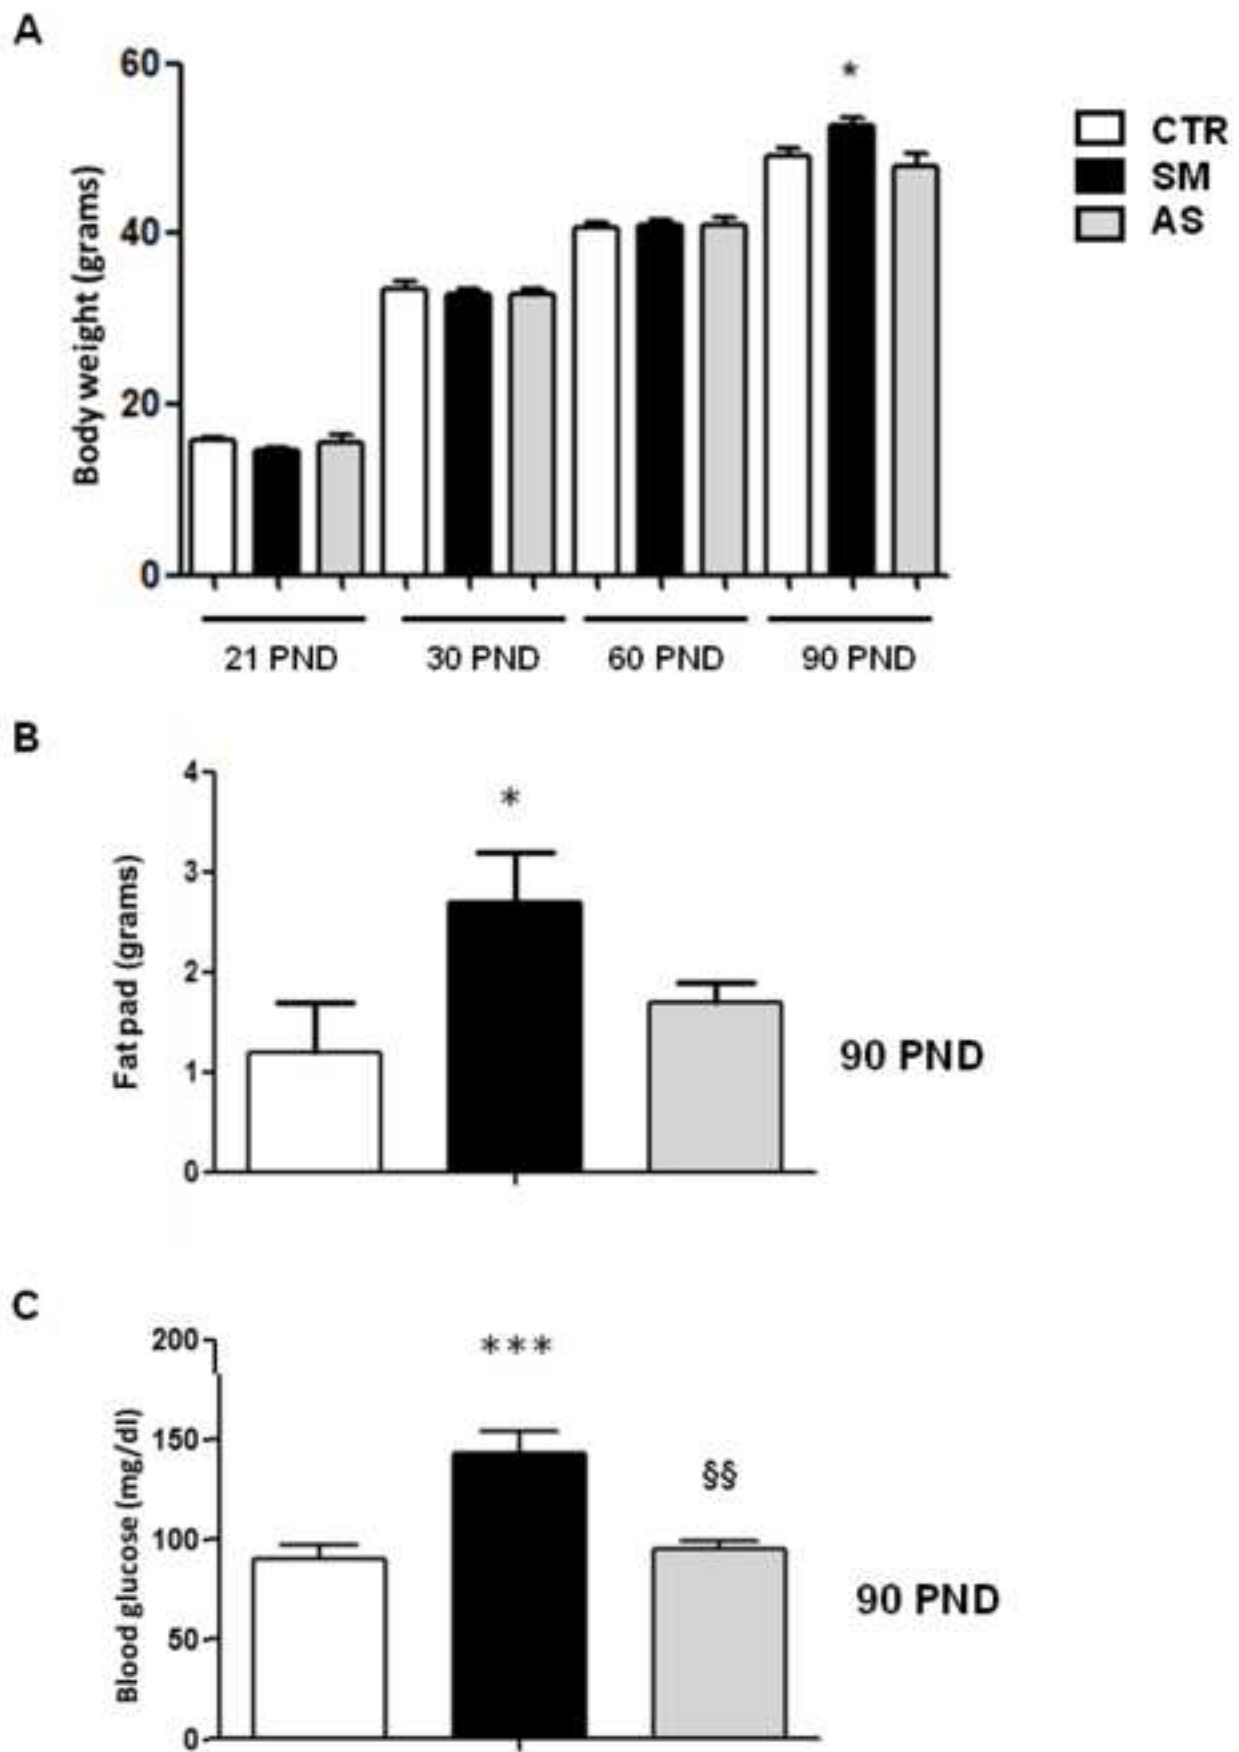 A
60
40
20
0
Body weight (grams)
*
CTR
SM
AS
21 PND
30 PND
60 PND
90 PND
B
4
3
2
1
0
Fat pad (grams)
*
90 PND
C
200
150
100
50
0
Blood glucose (mg/dl)
***
§§
90 PND